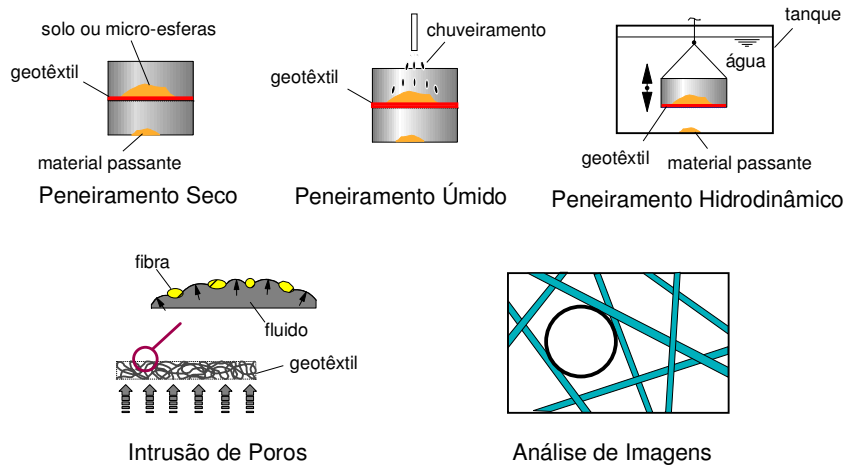 solo ou micro-esferas
geotêxtil
material passante
Peneiramento Seco
chuveiramento
geotêxtil
Peneiramento Úmido
tanque
água
geotêxtil
material passante
Peneiramento Hidrodinâmico
fibra
fluido
geotêxtil
Intrusão de Poros
Análise de Imagens